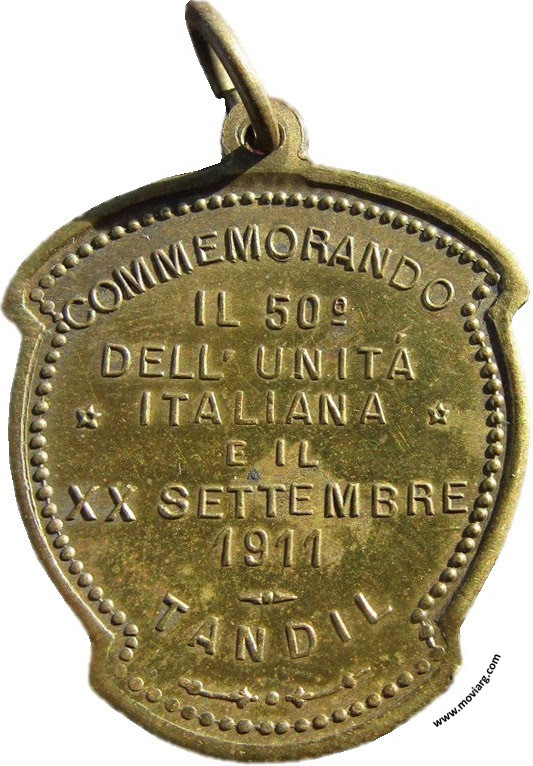 COMMEMORANDO
IL 50º
DELL' UNITÁ
ITALIANA
E IL
XX SETTEMBRE
1911
TANDIL
www.moviarg.com